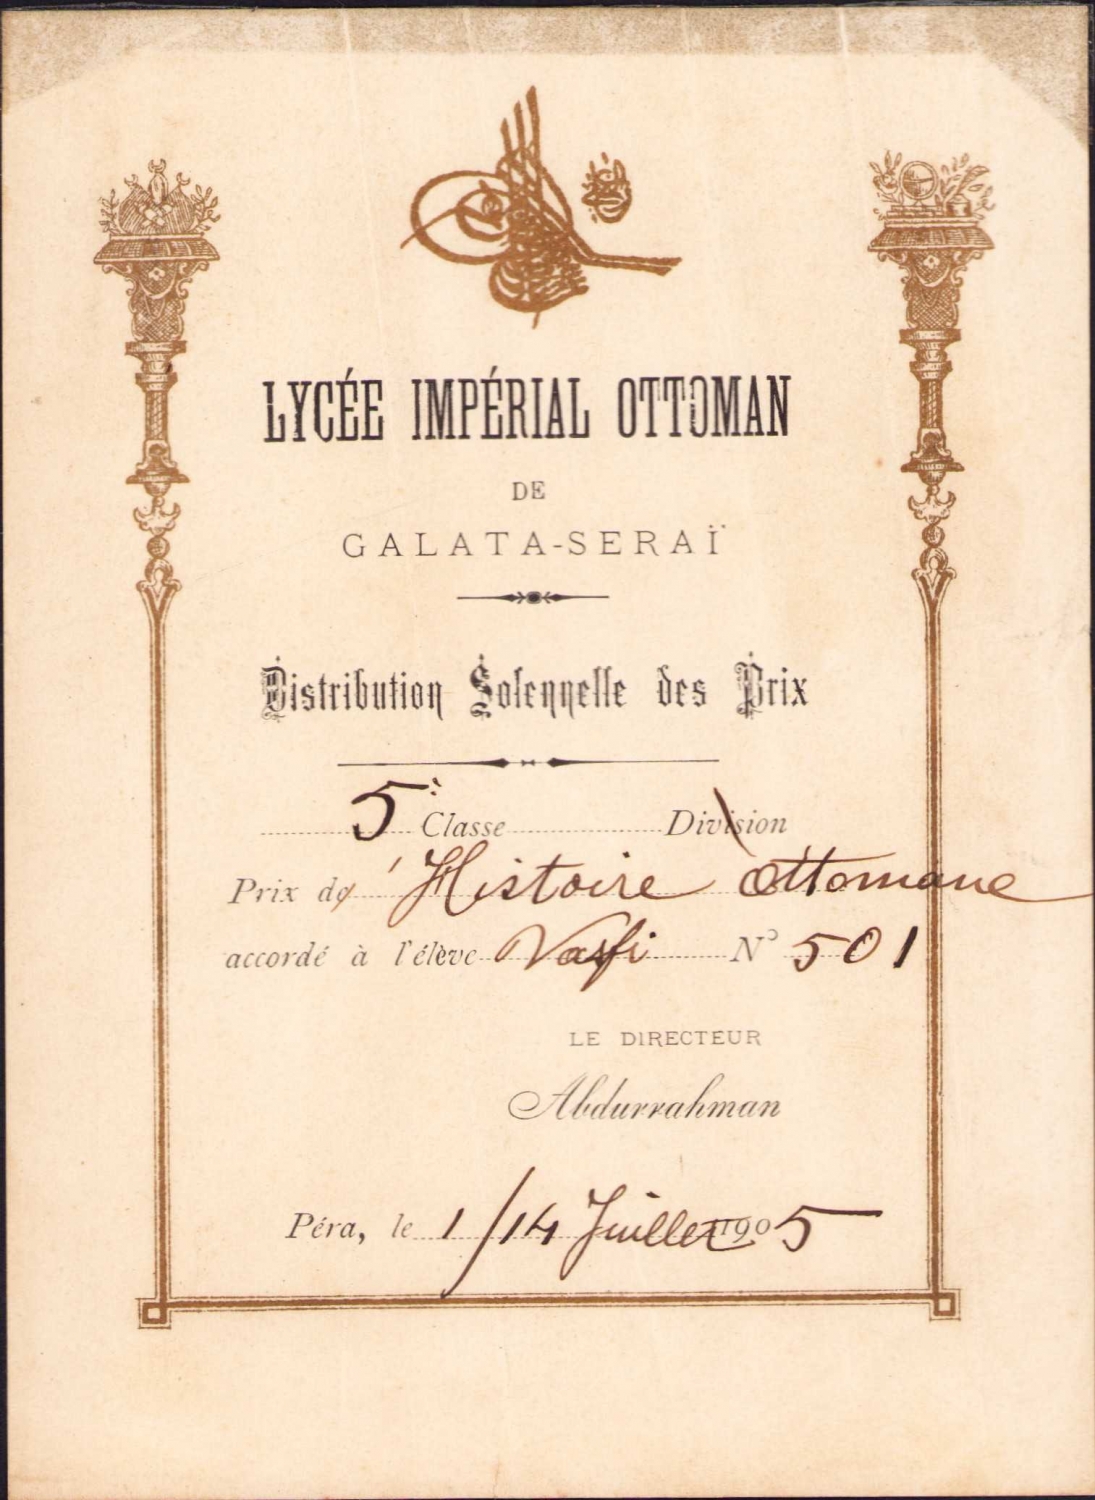 LYCÉE IMPÉRIAL OTTOMAN
DE
GALATA-SERAÏ
Distribution Solennelle des Prix
5e Classe Division
Prix d'Histoire Ottomane
accordé à l'élève Vasfi No 501
LE DIRECTEUR
Abdurrahman
Péra, le 1/14 Juillet 1905